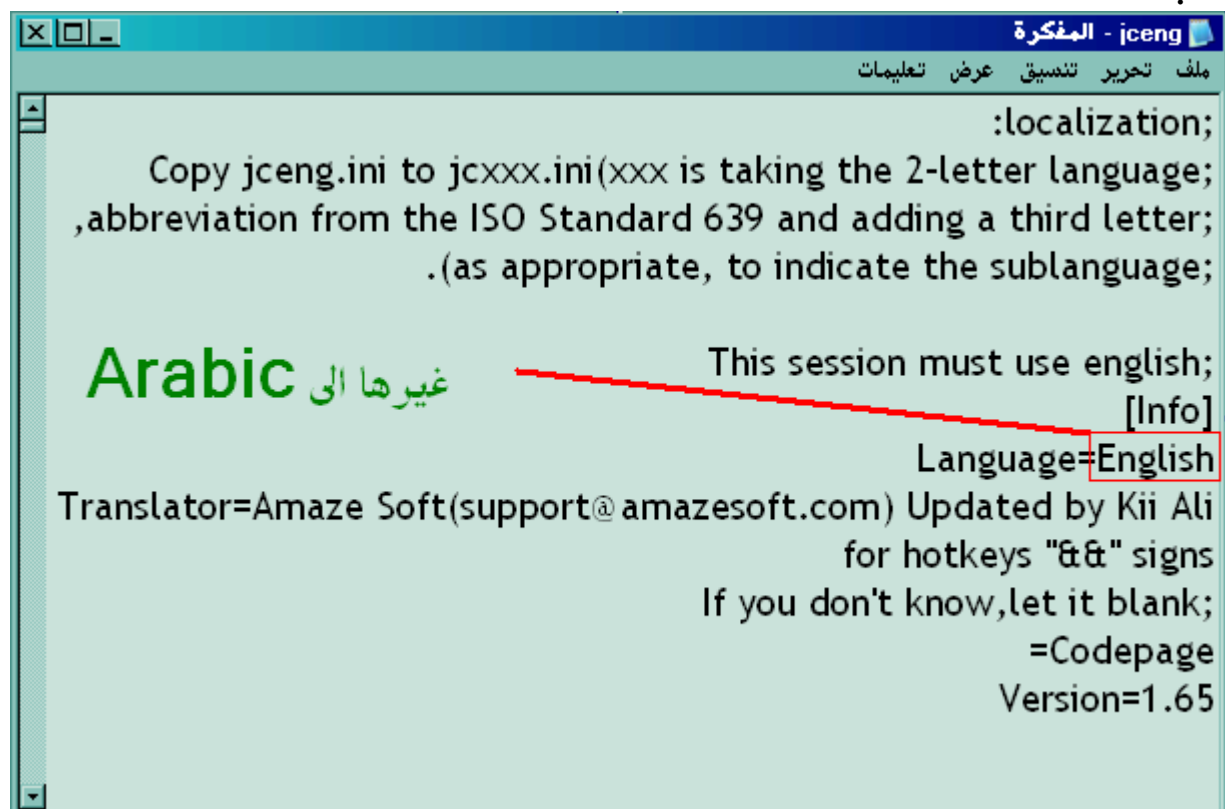 jceng - المفكرة
ملف تحرير تنسيق عرض تعليمات
;localization:
;Copy jceng.ini to jcxxx.ini(xxx is taking the 2-letter language
;abbreviation from the ISO Standard 639 and adding a third letter,
;as appropriate, to indicate the sublanguage).
;This session must use english
غيرها الى Arabic
[Info]
Language=English
Translator=Amaze Soft(support@amazesoft.com) Updated by Kii Ali
for hotkeys "&&" signs
;If you don't know,let it blank
Codepage=
Version=1.65